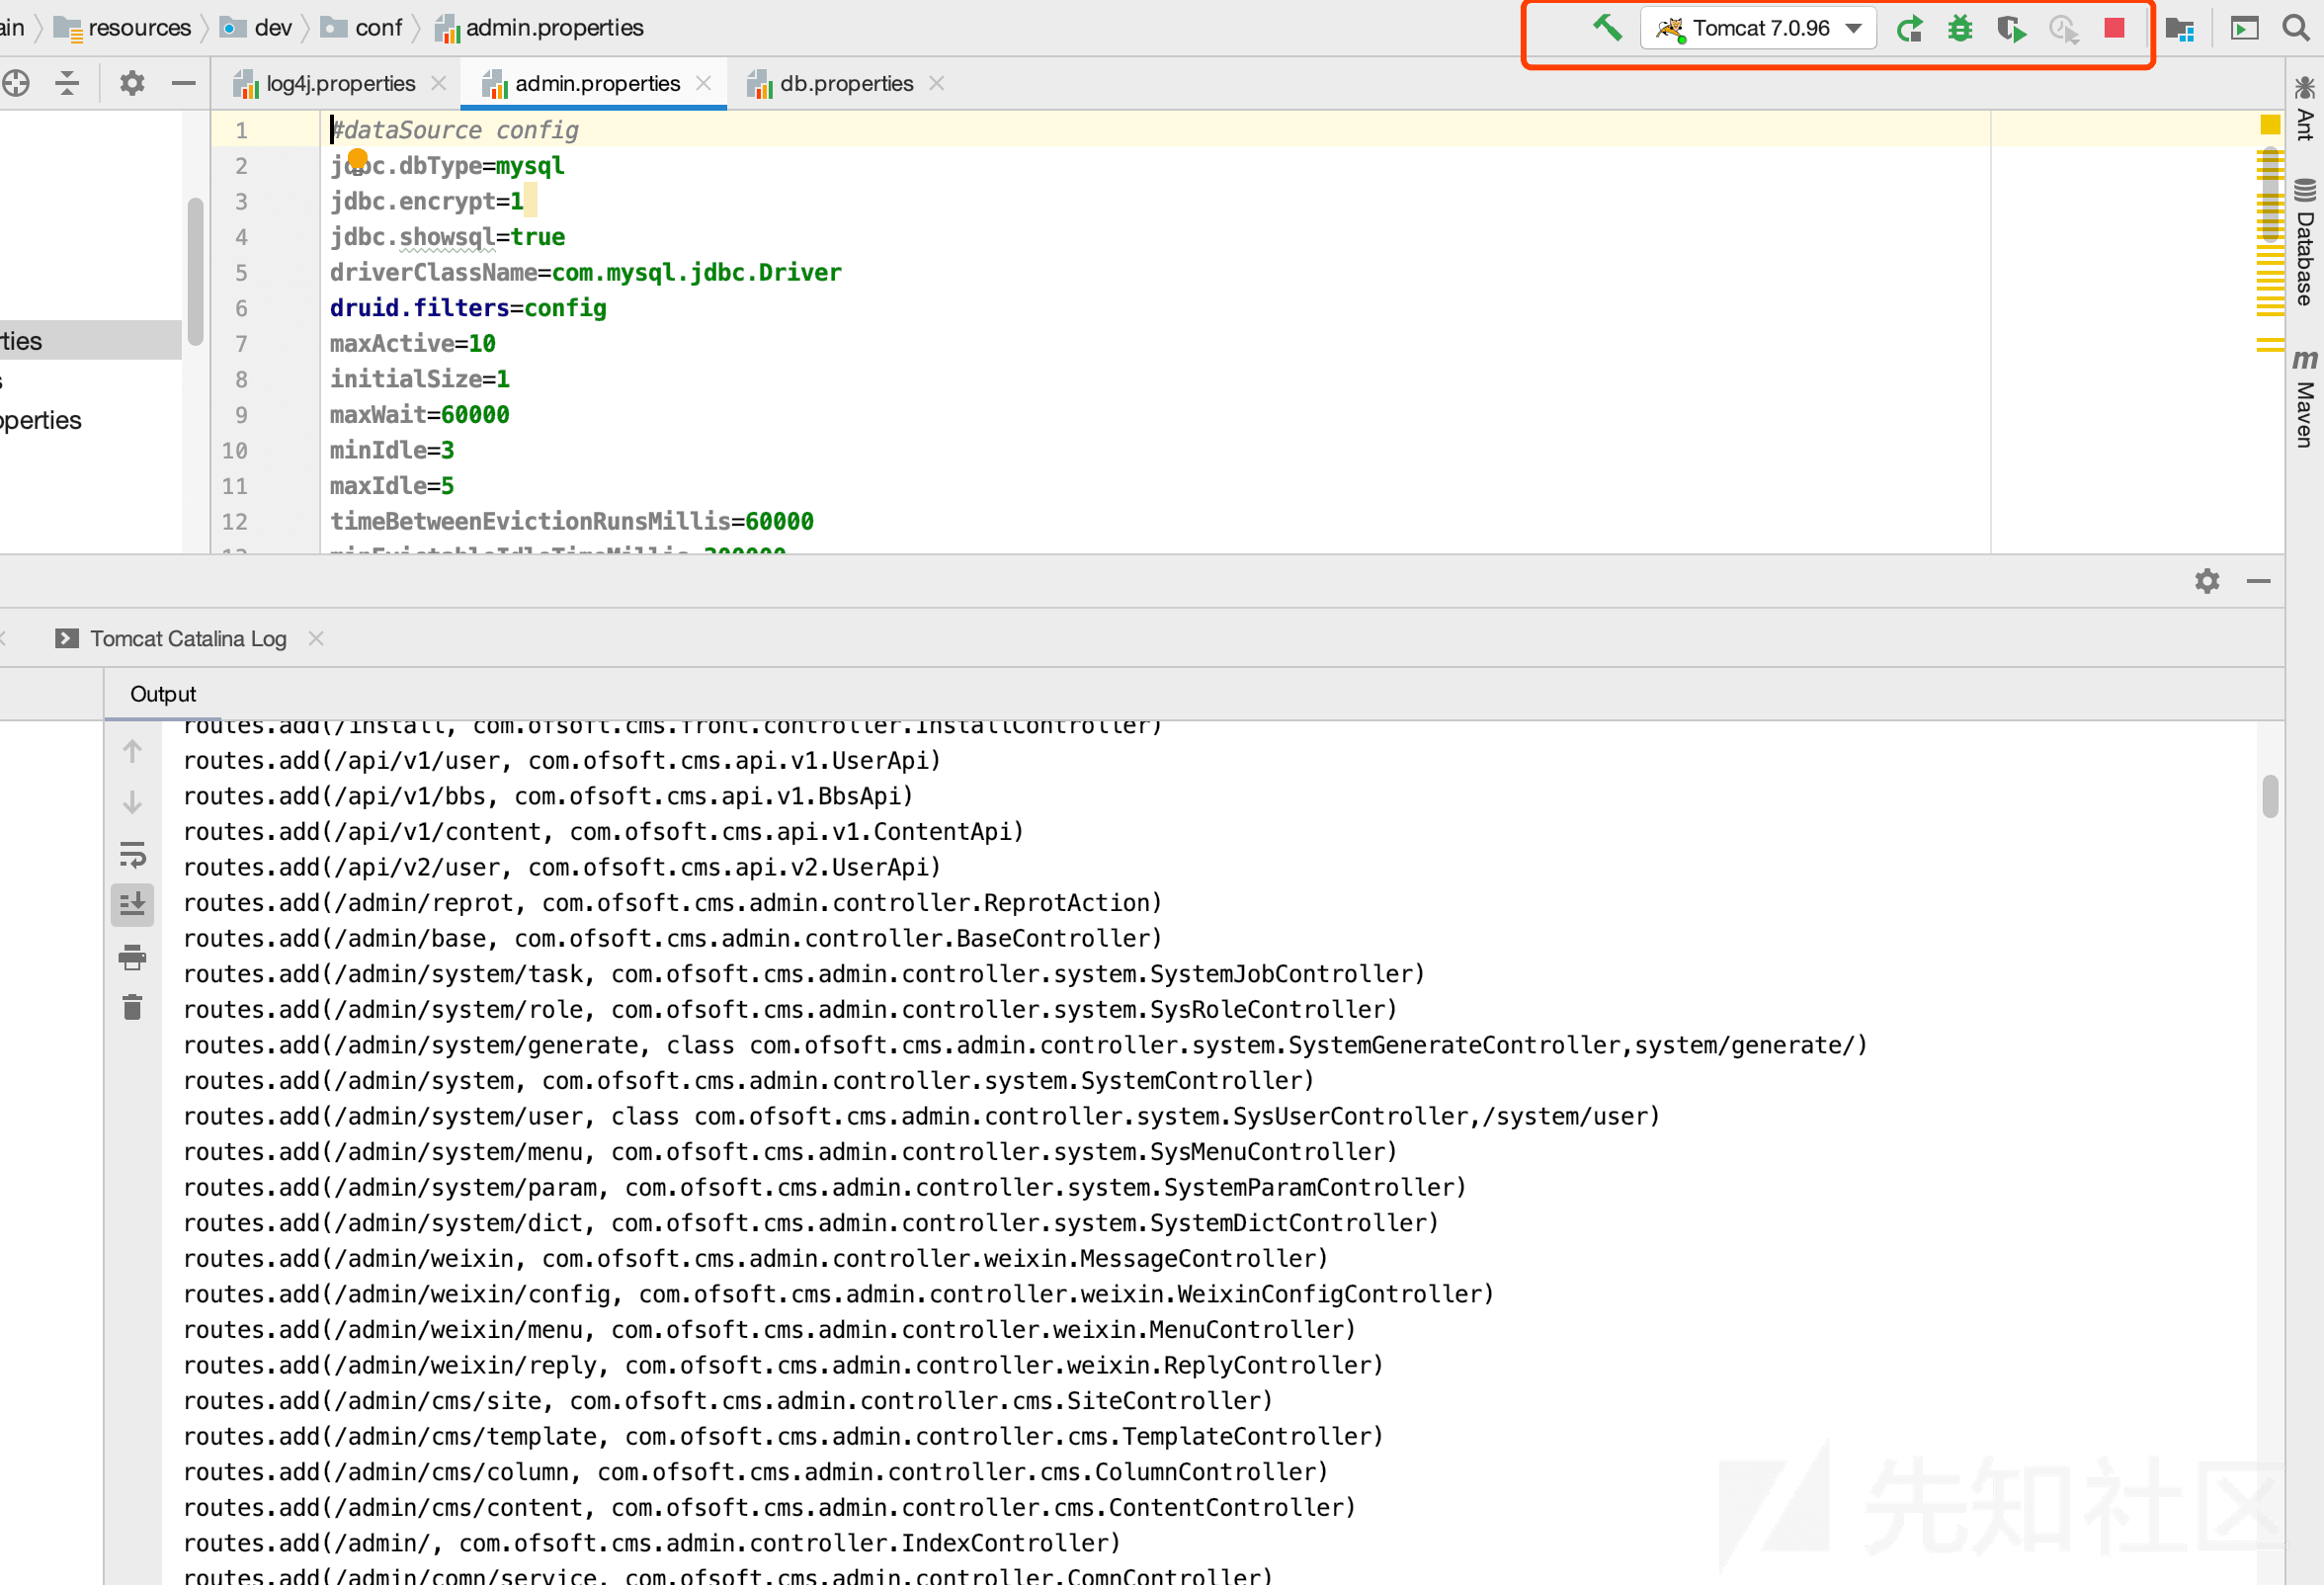 ain resources dev conf admin.properties Tomcat 7.0.96
log4j.properties admin.properties db.properties
1 #dataSource config
2 jdbc.dbType=mysql
3 jdbc.encrypt=1
4 jdbc.showsql=true
5 driverClassName=com.mysql.jdbc.Driver
6 druid.filters=config
7 maxActive=10
8 initialSize=1
9 maxWait=60000
10 minIdle=3
11 maxIdle=5
12 timeBetweenEvictionRunsMillis=60000
13 minEvictableIdleTimeMillis=300000
rties
s
operties
Ant
Database
m Maven
Tomcat Catalina Log
Output
routes.add(/install, com.ofsoft.cms.front.controller.InstallController)
routes.add(/api/v1/user, com.ofsoft.cms.api.v1.UserApi)
routes.add(/api/v1/bbs, com.ofsoft.cms.api.v1.BbsApi)
routes.add(/api/v1/content, com.ofsoft.cms.api.v1.ContentApi)
routes.add(/api/v2/user, com.ofsoft.cms.api.v2.UserApi)
routes.add(/admin/reprot, com.ofsoft.cms.admin.controller.ReprotAction)
routes.add(/admin/base, com.ofsoft.cms.admin.controller.BaseController)
routes.add(/admin/system/task, com.ofsoft.cms.admin.controller.system.SystemJobController)
routes.add(/admin/system/role, com.ofsoft.cms.admin.controller.system.SysRoleController)
routes.add(/admin/system/generate, class com.ofsoft.cms.admin.controller.system.SystemGenerateController,system/generate/)
routes.add(/admin/system, com.ofsoft.cms.admin.controller.system.SystemController)
routes.add(/admin/system/user, class com.ofsoft.cms.admin.controller.system.SysUserController,/system/user)
routes.add(/admin/system/menu, com.ofsoft.cms.admin.controller.system.SysMenuController)
routes.add(/admin/system/param, com.ofsoft.cms.admin.controller.system.SystemParamController)
routes.add(/admin/system/dict, com.ofsoft.cms.admin.controller.system.SystemDictController)
routes.add(/admin/weixin, com.ofsoft.cms.admin.controller.weixin.MessageController)
routes.add(/admin/weixin/config, com.ofsoft.cms.admin.controller.weixin.WeixinConfigController)
routes.add(/admin/weixin/menu, com.ofsoft.cms.admin.controller.weixin.MenuController)
routes.add(/admin/weixin/reply, com.ofsoft.cms.admin.controller.weixin.ReplyController)
routes.add(/admin/cms/site, com.ofsoft.cms.admin.controller.cms.SiteController)
routes.add(/admin/cms/template, com.ofsoft.cms.admin.controller.cms.TemplateController)
routes.add(/admin/cms/column, com.ofsoft.cms.admin.controller.cms.ColumnController)
routes.add(/admin/cms/content, com.ofsoft.cms.admin.controller.cms.ContentController)
routes.add(/admin/, com.ofsoft.cms.admin.controller.IndexController)
routes.add(/admin/comn/service, com.ofsoft.cms.admin.controller.ComnController)
先知社区